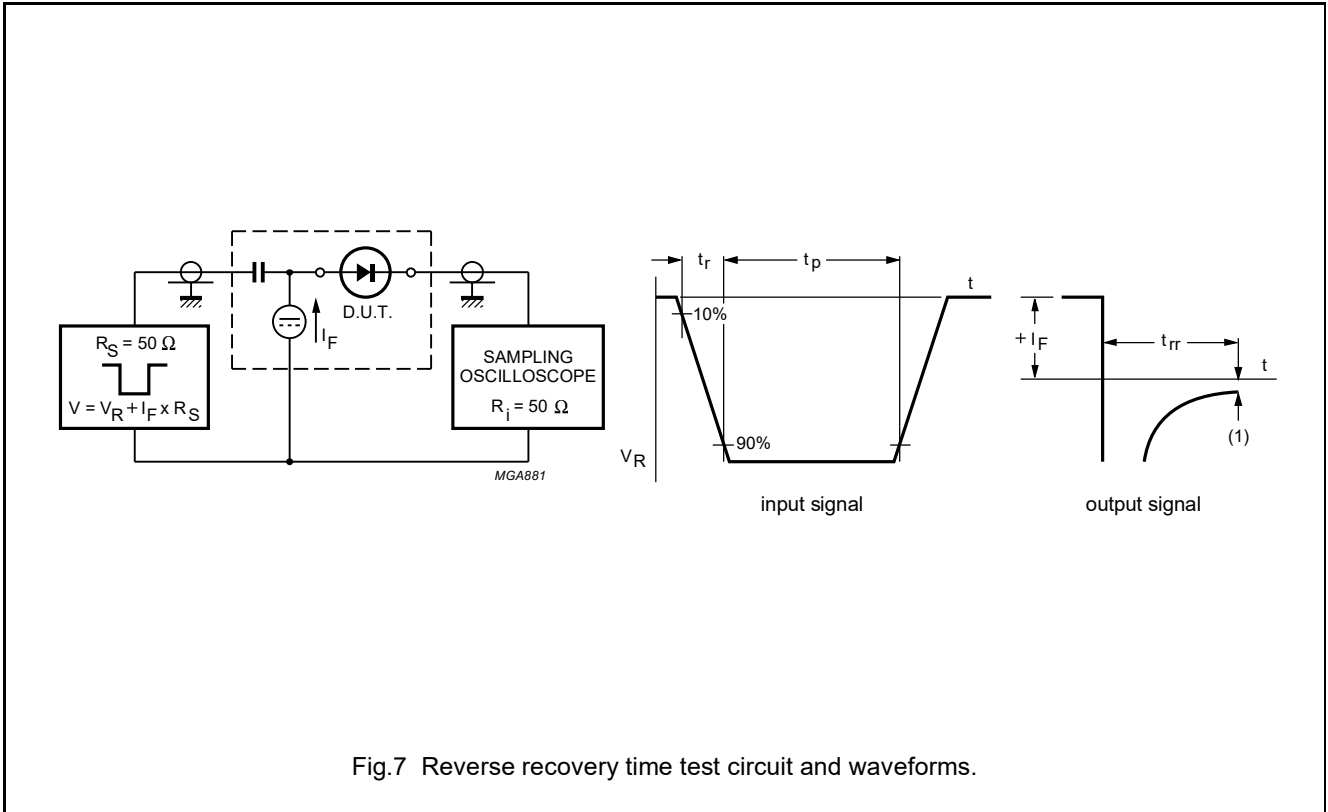 R_S = 50 Ω
V = V_R + I_F x R_S
I_F
D.U.T.
SAMPLING
OSCILLOSCOPE
R_i = 50 Ω
MGA881
t_r
t_p
t
10%
90%
V_R
input signal
+ I_F
t_rr
t
(1)
output signal
Fig.7 Reverse recovery time test circuit and waveforms.